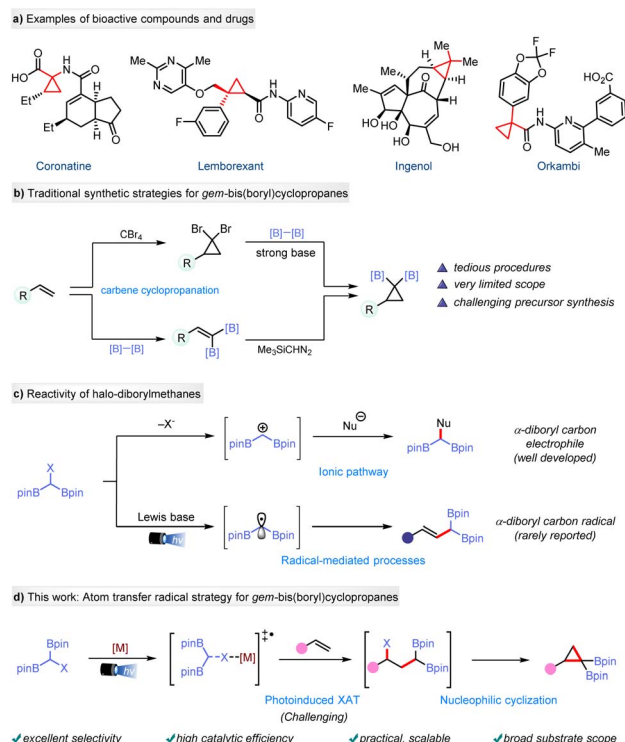 a) Examples of bioactive compounds and drugs
HO
O
H
N
O
Et
H
Et
H
O
Coronatine
Me
N
Me
N
O
F
O
N
H
N
F
Lemborexant
Me
Me
Me
H
O
Me
H
HO
HO
HO
OH
Ingenol
F
F
O
O
HO2C
O
N
H
N
Me
Orkambi
b) Traditional synthetic strategies for gem-bis(boryl)cyclopropanes
CBr4
Br Br
R
[B]−[B]
strong base
R
carbene cyclopropanation
[B] [B]
R
[B]−[B]
R
[B]
[B]
Me3SiCHN2
tedious procedures
very limited scope
challenging precursor synthesis
c) Reactivity of halo-diborylmethanes
–X-
pinB ⊕ Bpin
Nu ⊖
Nu
pinB Bpin
α-diboryl carbon
electrophile
(well developed)
Ionic pathway
X
pinB Bpin
Lewis base
hv
pinB Bpin
Bpin
Bpin
α-diboryl carbon radical
(rarely reported)
Radical-mediated processes
d) This work: Atom transfer radical strategy for gem-bis(boryl)cyclopropanes
Bpin
pinB X
[M]
hv
pinB
pinB
X---[M]
‡•
Photoinduced XAT
(Challenging)
X Bpin
Bpin
Nucleophilic cyclization
Bpin
Bpin
✓excellent selectivity ✓high catalytic efficiency ✓practical, scalable ✓broad substrate scope